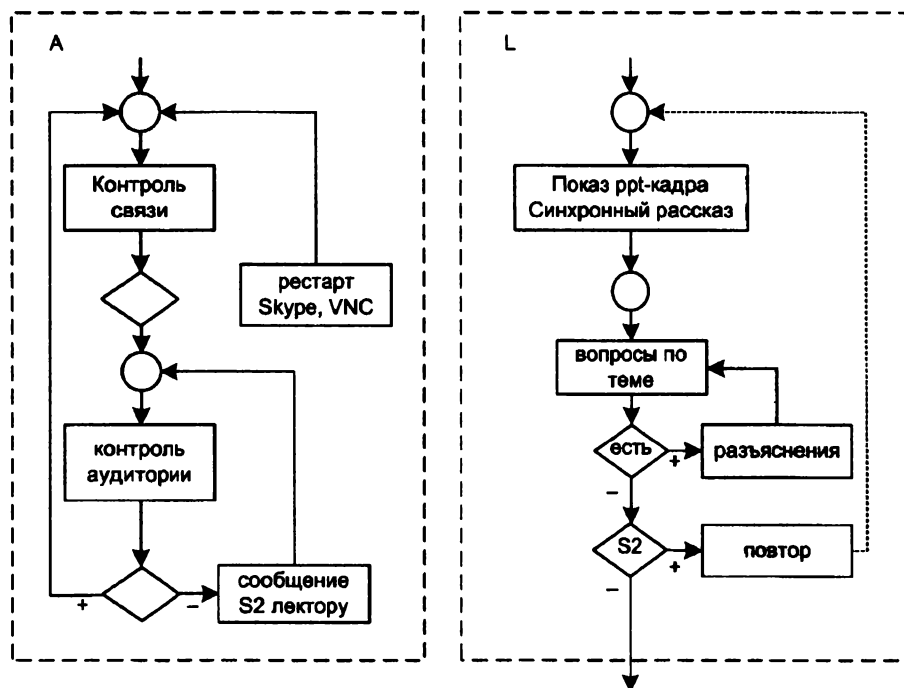 A
Контроль
связи
рестарт
Skype, VNC
контроль
аудитории
+
–
сообщение
S2 лектору
L
Показ ppt-кадра
Синхронный рассказ
вопросы по
теме
есть
+
разъяснения
–
S2
+
повтор
–